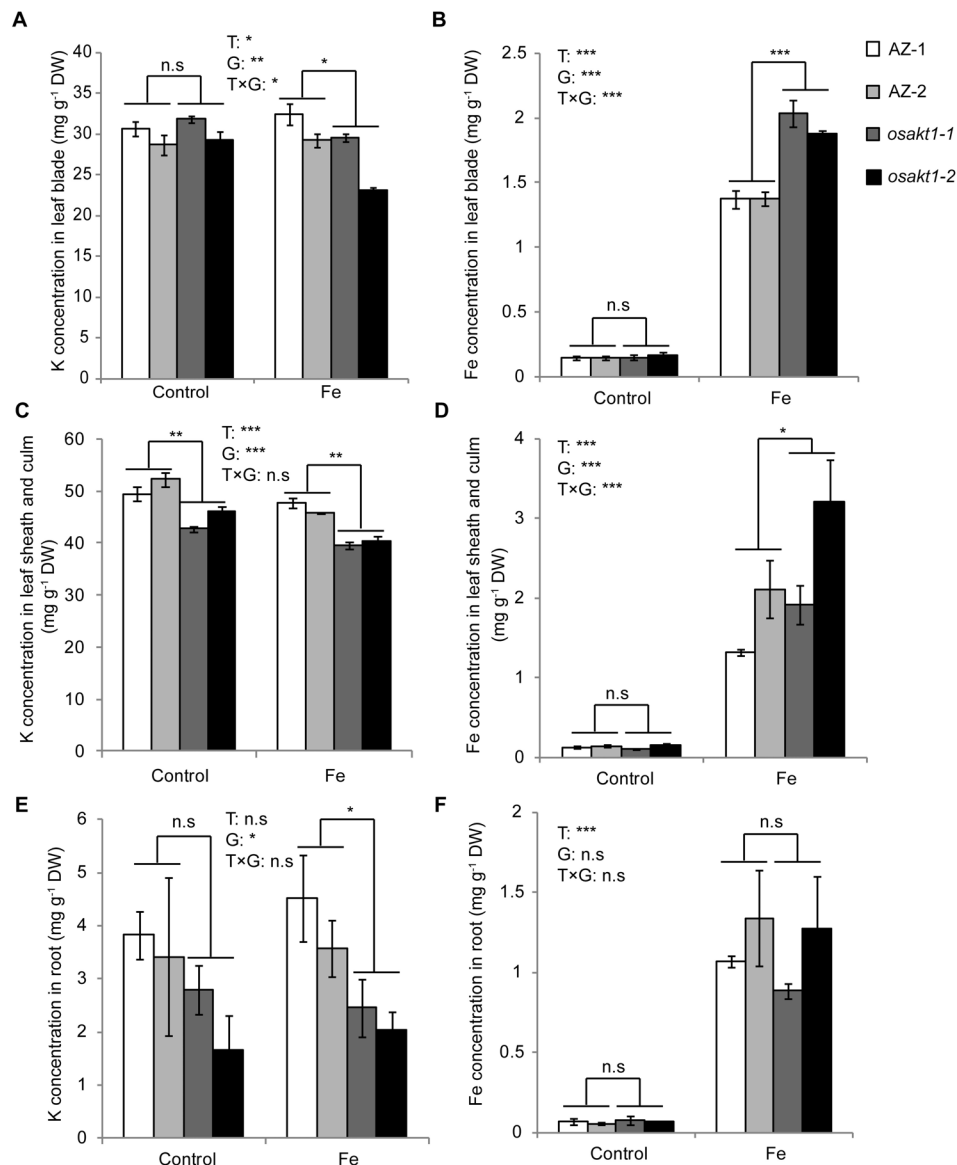 A
K concentration in leaf blade (mg g⁻¹ DW)
40
35
30
25
20
15
10
5
0
n.s
T: *
G: **
T×G: *
*
Control
Fe
B
Fe concentration in leaf blade (mg g⁻¹ DW)
2.5
2
1.5
1
0.5
0
T: ***
G: ***
T×G: ***
n.s
***
Control
Fe
AZ-1
AZ-2
osakt1-1
osakt1-2
C
K concentration in leaf sheath and culm
(mg g⁻¹ DW)
60
50
40
30
20
10
0
**
T: ***
G: ***
T×G: n.s
**
Control
Fe
D
Fe concentration in leaf sheath and culm
(mg g⁻¹ DW)
4
3
2
1
0
T: ***
G: ***
T×G: ***
n.s
*
Control
Fe
E
K concentration in root (mg g⁻¹ DW)
6
5
4
3
2
1
0
n.s
T: n.s
G: *
T×G: n.s
*
Control
Fe
F
Fe concentration in root (mg g⁻¹ DW)
2
1.5
1
0.5
0
T: ***
G: n.s
T×G: n.s
n.s
n.s
Control
Fe